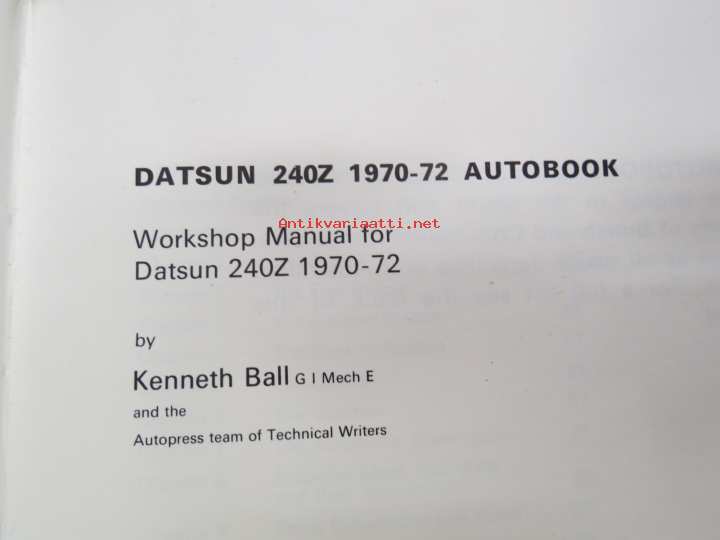 DATSUN 240Z 1970-72 AUTOBOOK
Antikvariaatti.net
Workshop Manual for
Datsun 240Z 1970-72
by
Kenneth Ball G I Mech E
and the
Autopress team of Technical Writers